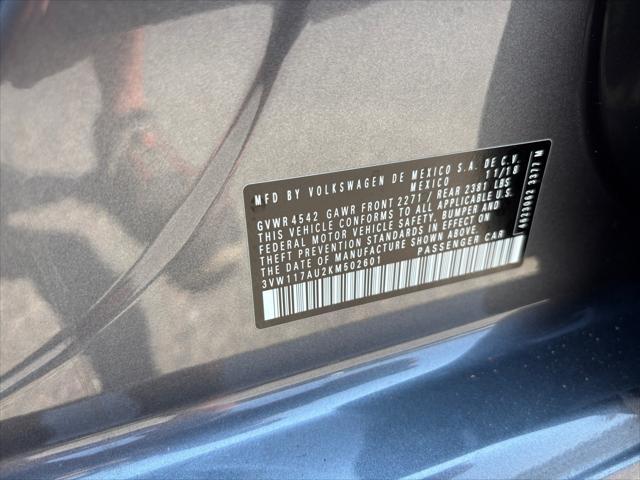 MFD BY VOLKSWAGEN DE MEXICO S.A. DE C.V.
MEXICO 11/18
GVWR 4542 GAWR FRONT 2271 / REAR 2381 LBS
THIS VEHICLE CONFORMS TO ALL APPLICABLE U.S.
FEDERAL MOTOR VEHICLE SAFETY, BUMPER AND
THEFT PREVENTION STANDARDS IN EFFECT ON
THE DATE OF MANUFACTURE SHOWN ABOVE.
3VW117AU2KM502601 PASSENGER CAR